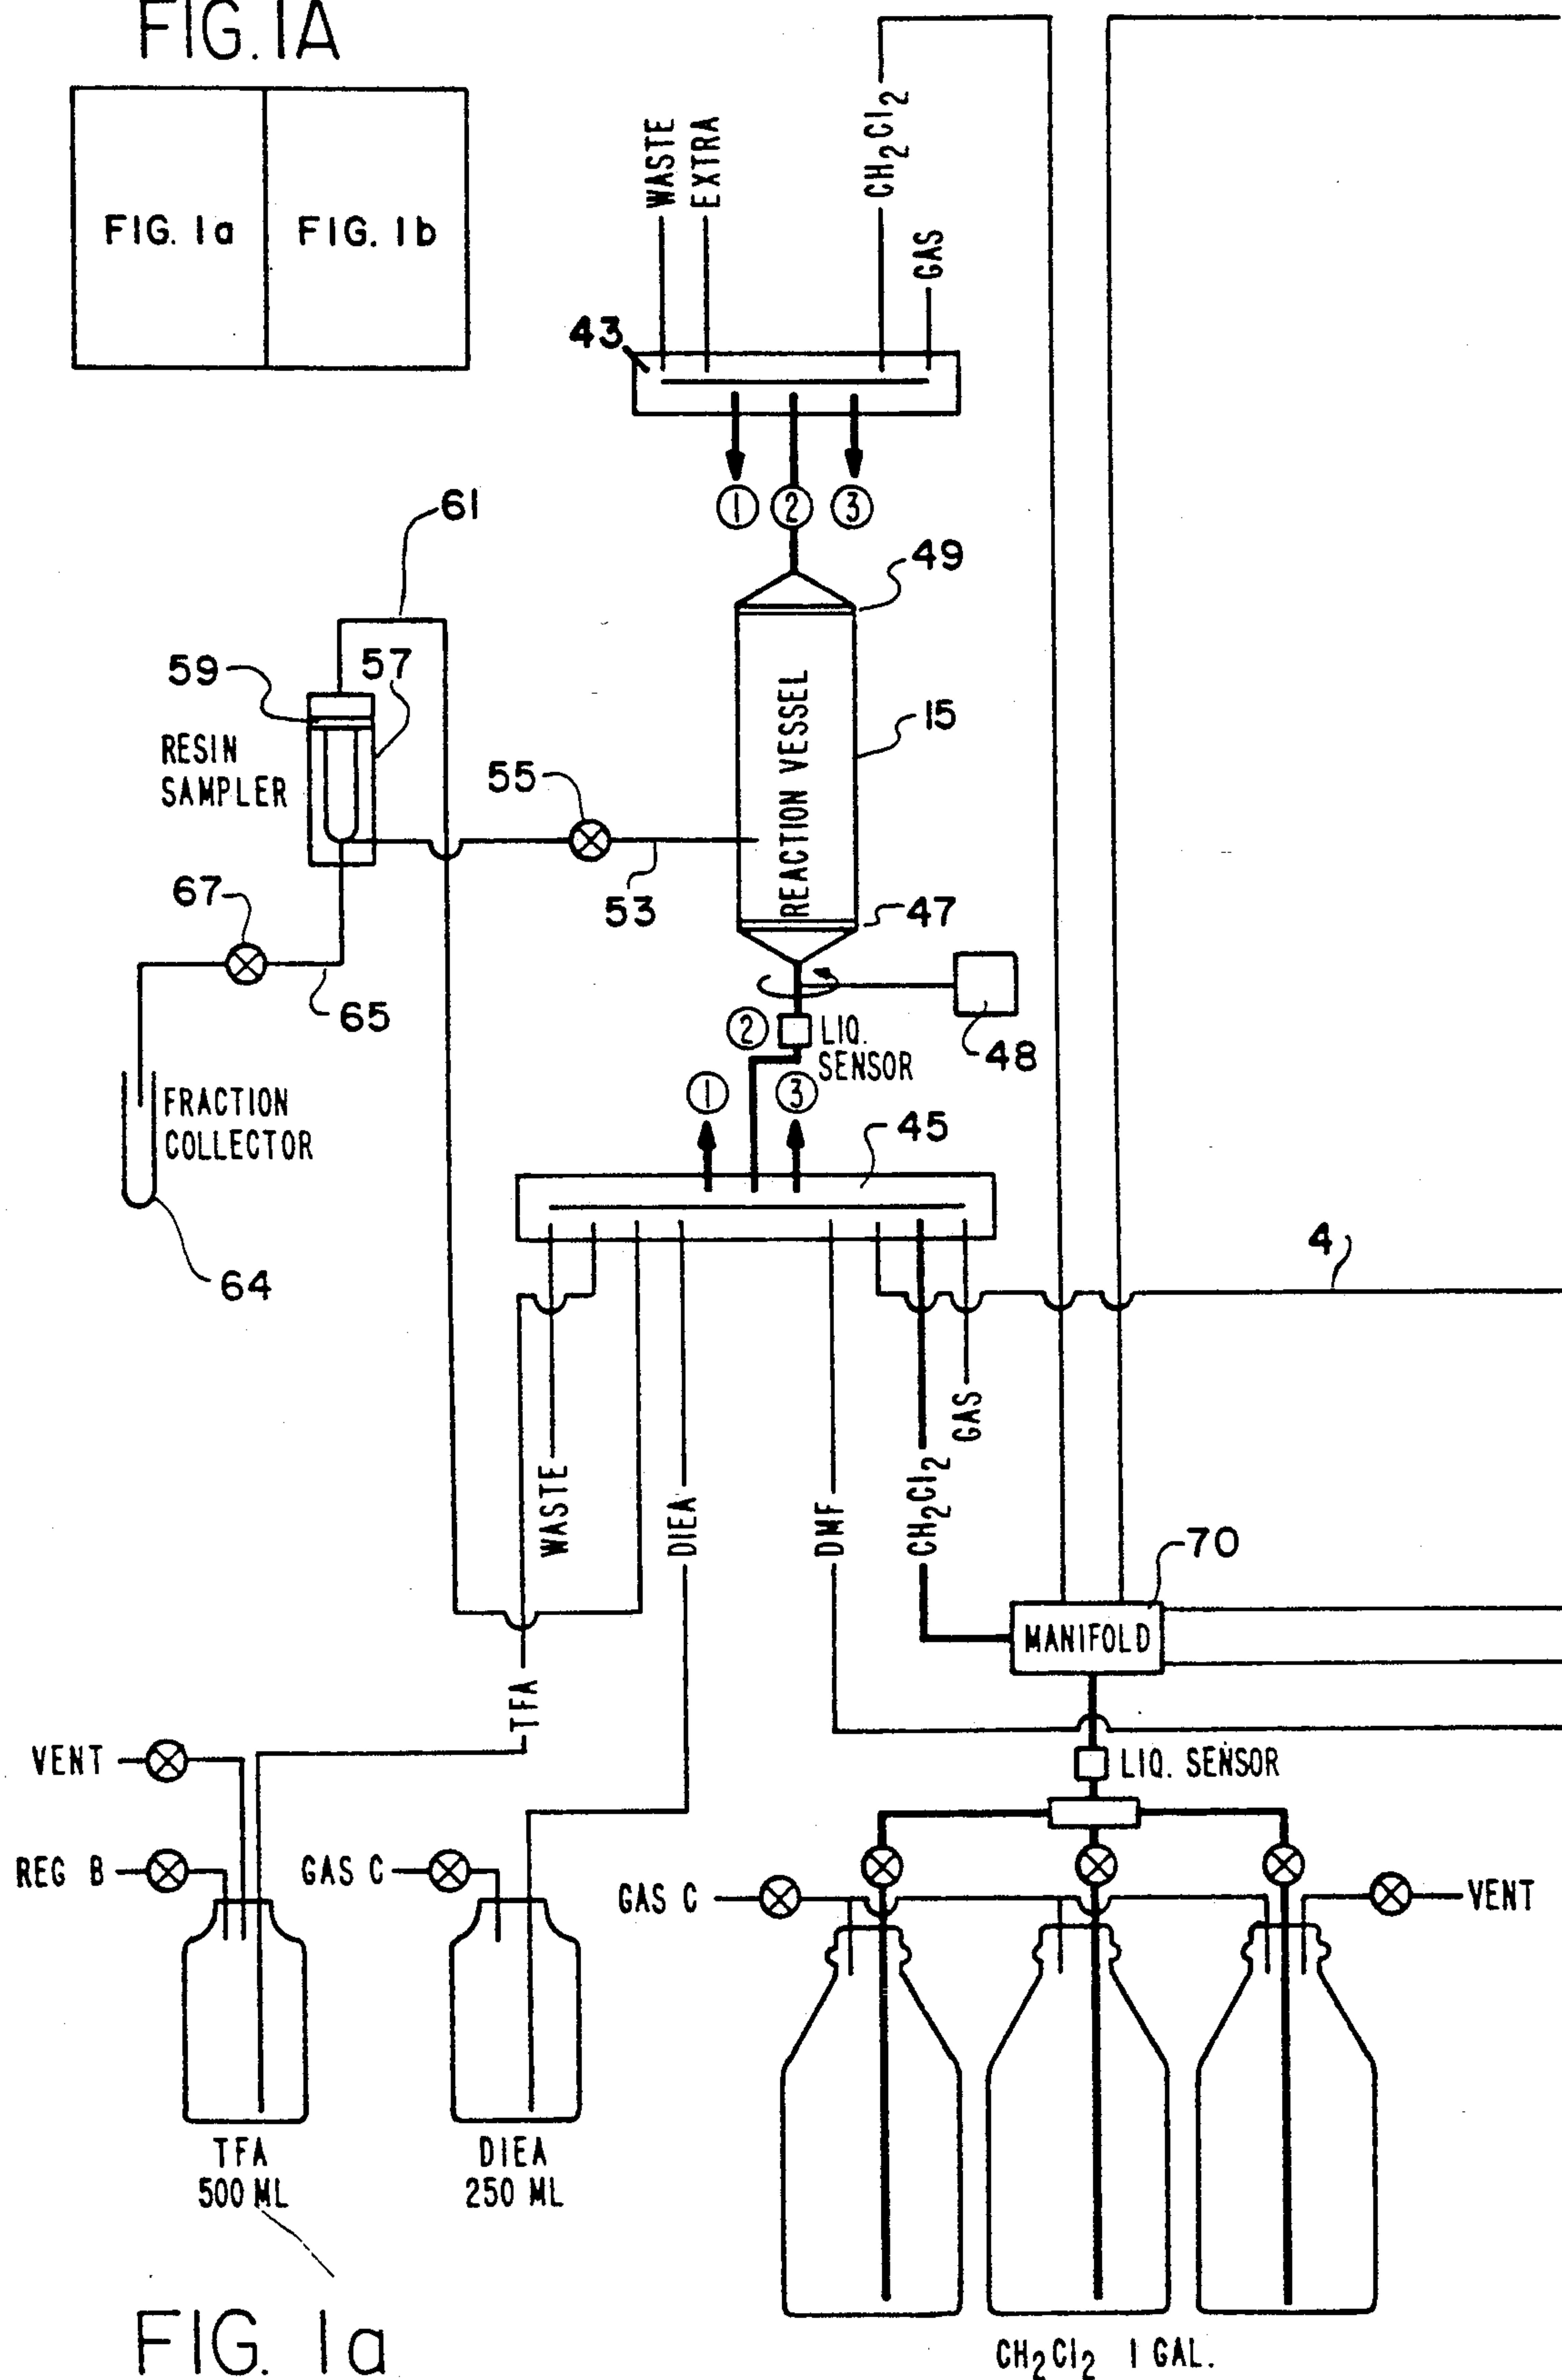 FIG. 1A
FIG. 1a
FIG. 1b
WASTE
EXTRA
CH2Cl2
GAS
43
1
2
3
61
49
59
57
RESIN
SAMPLER
15
REACTION VESSEL
55
53
47
67
65
2
LIQ.
SENSOR
48
1
3
FRACTION
COLLECTOR
45
64
4
WASTE
DIEA
DMF
CH2Cl2
GAS
70
MANIFOLD
TFA
VENT
LIQ. SENSOR
REG B
GAS C
GAS C
VENT
TFA
500 ML
DIEA
250 ML
CH2Cl2 1 GAL.
FIG. 1a